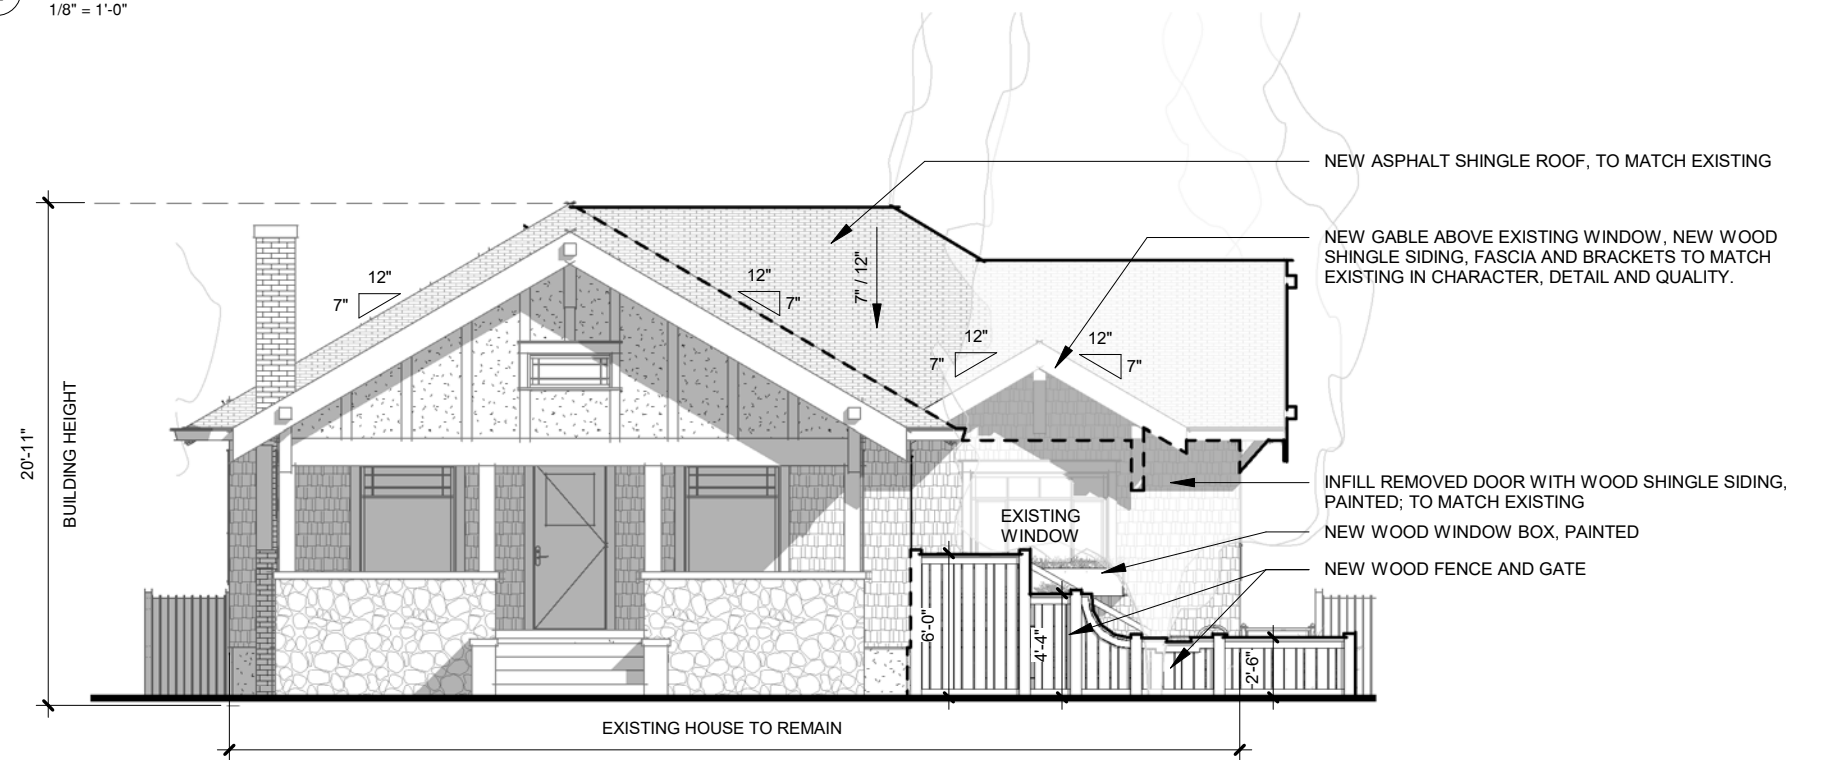 1/8" = 1'-0"
NEW ASPHALT SHINGLE ROOF, TO MATCH EXISTING
NEW GABLE ABOVE EXISTING WINDOW, NEW WOOD
SHINGLE SIDING, FASCIA AND BRACKETS TO MATCH
EXISTING IN CHARACTER, DETAIL AND QUALITY.
12"
7"
12"
7"
7" / 12"
12"
7"
12"
7"
20'-11"
BUILDING HEIGHT
INFILL REMOVED DOOR WITH WOOD SHINGLE SIDING,
PAINTED; TO MATCH EXISTING
EXISTING
WINDOW
NEW WOOD WINDOW BOX, PAINTED
NEW WOOD FENCE AND GATE
6'-0"
4'-4"
2'-6"
EXISTING HOUSE TO REMAIN